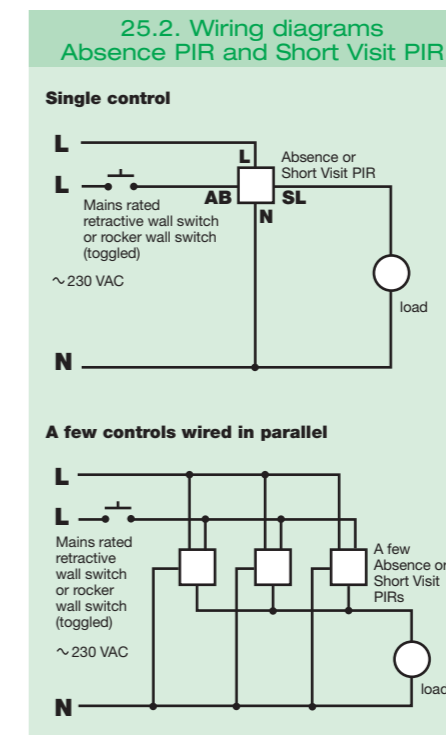 25.2. Wiring diagrams
Absence PIR and Short Visit PIR
Single control
L
L
L
Absence or
Short Visit PIR
AB
SL
N
Mains rated
retractive wall switch
or rocker wall switch
(toggled)
~ 230 VAC
load
N
A few controls wired in parallel
L
L
Mains rated
retractive
wall switch
or rocker
wall switch
(toggled)
~ 230 VAC
A few
Absence or
Short Visit
PIRs
load
N